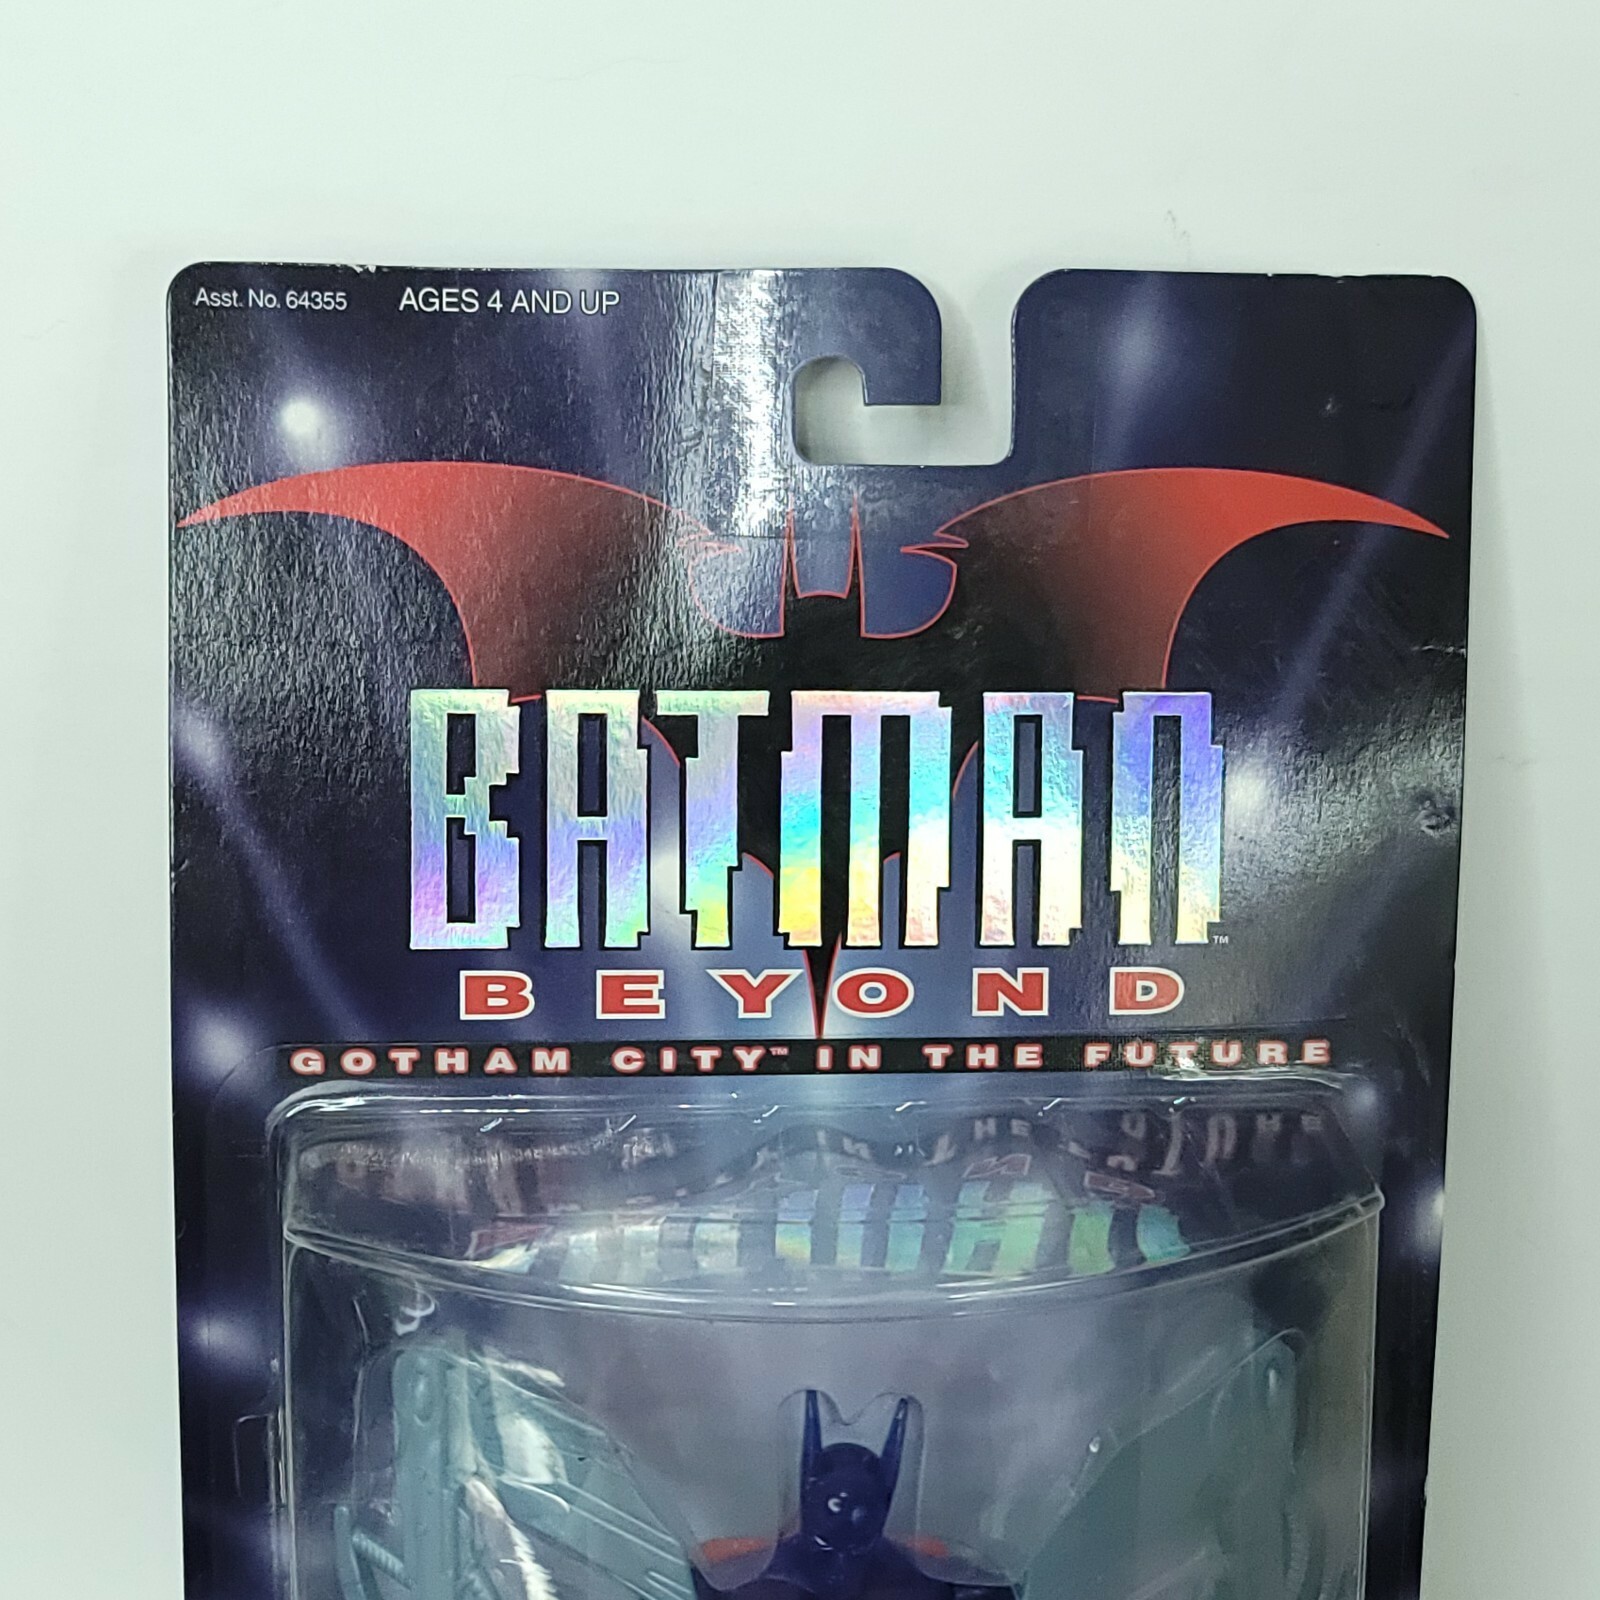 Asst. No. 64355 AGES 4 AND UP
BATMAN™
BEYOND
GOTHAM CITY™ IN THE FUTURE